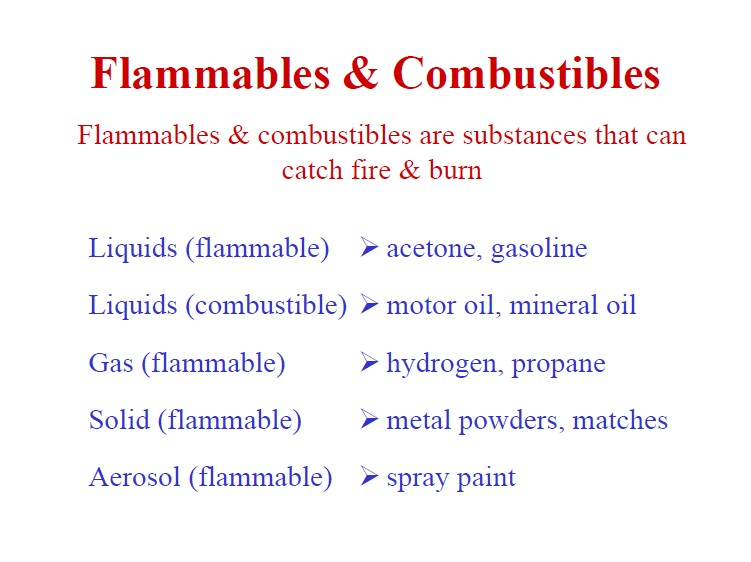 Flammables & Combustibles
Flammables & combustibles are substances that can
catch fire & burn
Liquids (flammable) ➢ acetone, gasoline
Liquids (combustible) ➢ motor oil, mineral oil
Gas (flammable) ➢ hydrogen, propane
Solid (flammable) ➢ metal powders, matches
Aerosol (flammable) ➢ spray paint